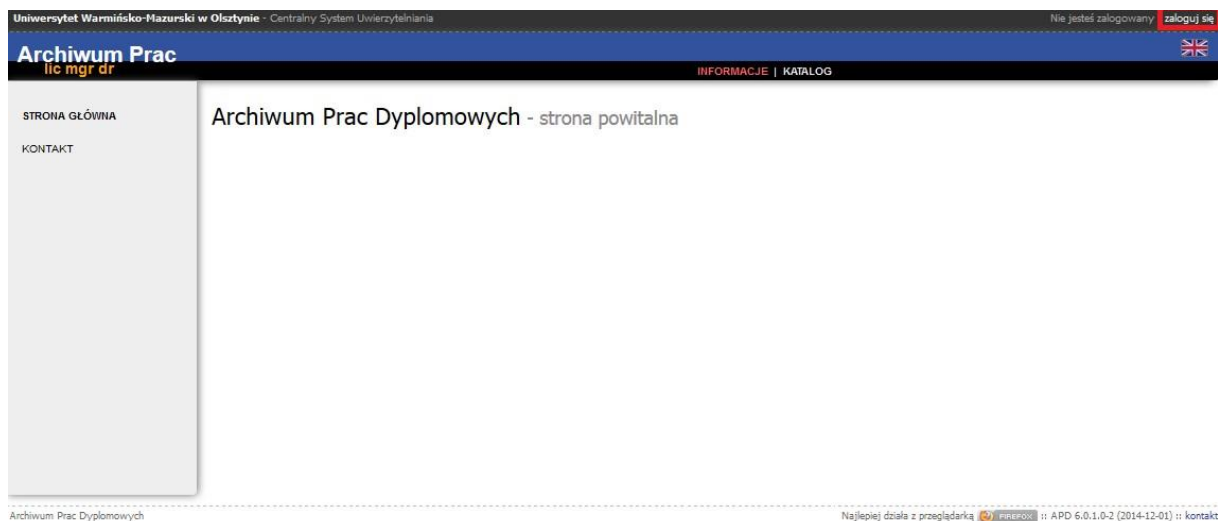 Uniwersytet Warmińsko-Mazurski w Olsztynie - Centralny System Uwierzytelniania
Nie jesteś zalogowany
zaloguj się
Archiwum Prac
lic mgr dr
INFORMACJE | KATALOG
STRONA GŁÓWNA
KONTAKT
Archiwum Prac Dyplomowych - strona powitalna
Archiwum Prac Dyplomowych
Najlepiej działa z przeglądarką FIREFOX :: APD 6.0.1.0-2 (2014-12-01) :: kontakt